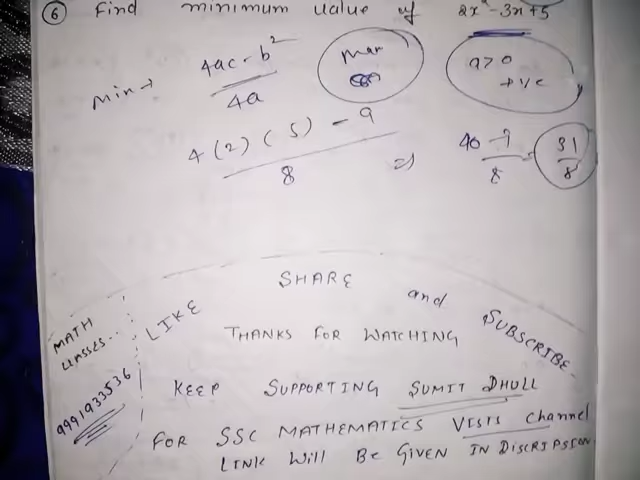 ⑥ Find minimum value of 2x² - 3x + 5
Min → 4ac - b² / 4a
Max
a > 0
+ve
4(2)(5) - 9 / 8 ⇒ 40 - 9 / 8 = 31 / 8
SHARE
LIKE and SUBSCRIBE
THANKS FOR WATCHING
MATH
CLASSES..
9991933536
KEEP SUPPORTING SUMIT DHULL
FOR SSC MATHEMATICS VISIS Channel
LINK WILL BE GIVEN IN DISCRIPSION